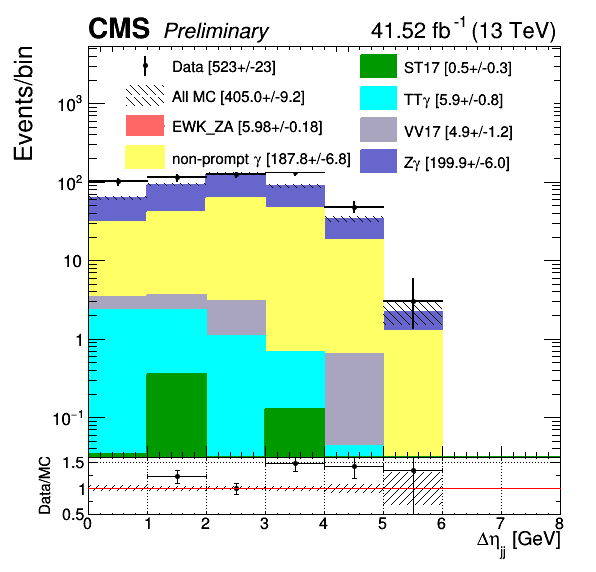 CMS Preliminary 41.52 fb⁻¹ (13 TeV)
Events/bin
Data [523+/-23]
All MC [405.0+/-9.2]
EWK_ZA [5.98+/-0.18]
non-prompt γ [187.8+/-6.8]
ST17 [0.5+/-0.3]
TTγ [5.9+/-0.8]
VV17 [4.9+/-1.2]
Zγ [199.9+/-6.0]
10³
10²
10
1
10⁻¹
Data/MC
1.5
1
0.5
0 1 2 3 4 5 6 7 8
Δηjj [GeV]